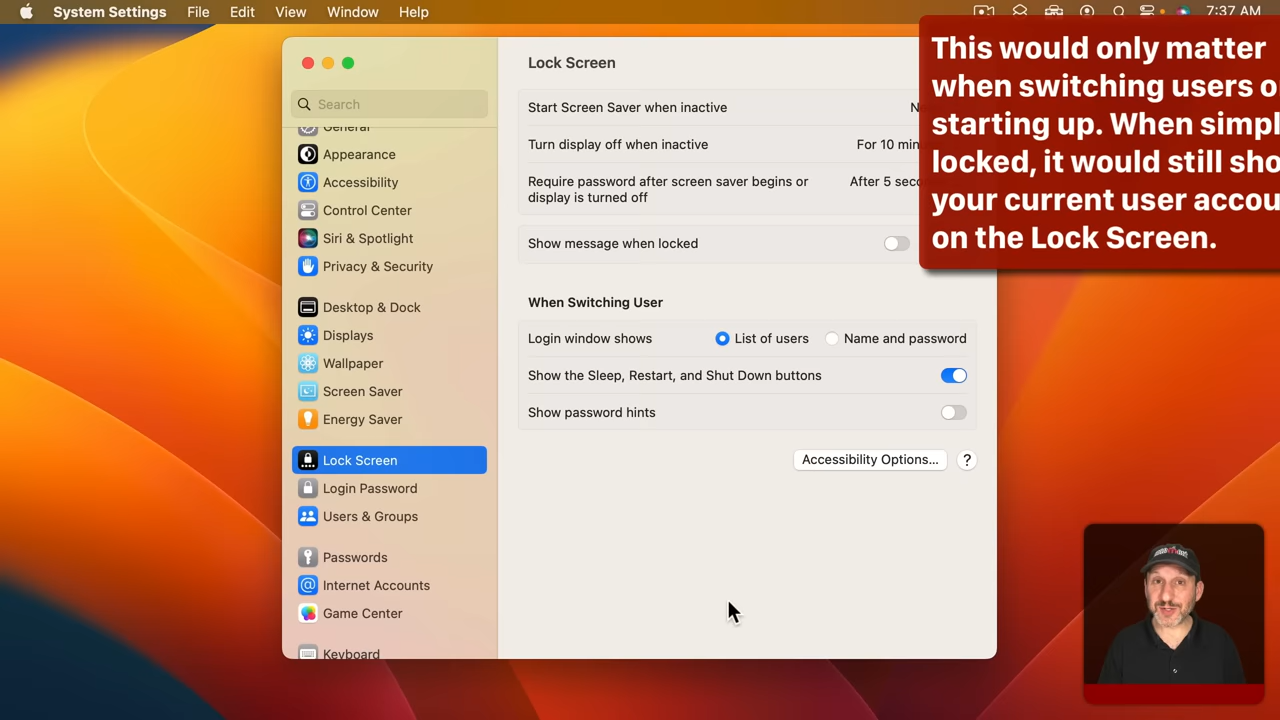 System Settings File Edit View Window Help 7:37 AM
This would only matter
when switching users
starting up. When
locked, it would still
your current user
on the Lock Screen.
Search
General
Appearance
Accessibility
Control Center
Siri & Spotlight
Privacy & Security
Desktop & Dock
Displays
Wallpaper
Screen Saver
Energy Saver
Lock Screen
Login Password
Users & Groups
Passwords
Internet Accounts
Game Center
Keyboard
Lock Screen
Start Screen Saver when inactive
Turn display off when inactive For 10
Require password after screen saver begins or After 5
display is turned off
Show message when locked
When Switching User
Login window shows List of users Name and password
Show the Sleep, Restart, and Shut Down buttons
Show password hints
Accessibility Options... ?